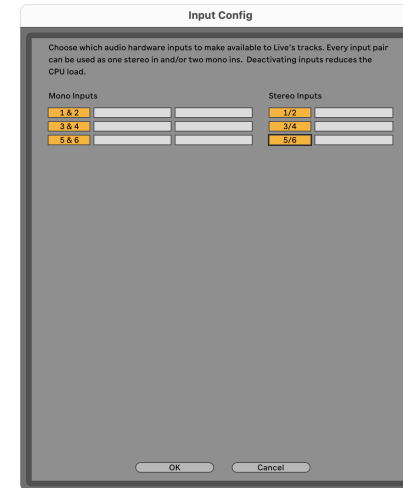 Input Config
Choose which audio hardware inputs to make available
to Live's tracks. Every input pair
can be used as one stereo in and/or two mono ins.  Deactivating inputs reduces the
CPU load.
Mono Inputs
Stereo Inputs
1 & 2
1/2
3 & 4
3/4
5 & 6
5/6
OK
Cancel